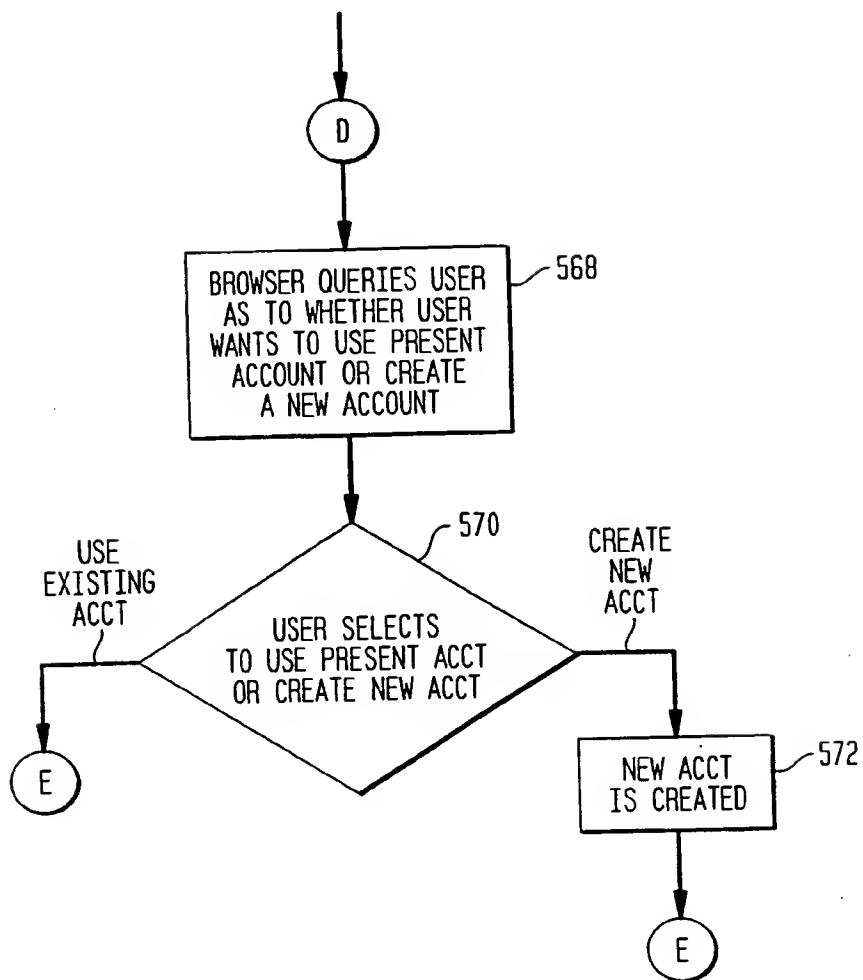 D
BROWSER QUERIES USER
AS TO WHETHER USER
WANTS TO USE PRESENT
ACCOUNT OR CREATE
A NEW ACCOUNT
568
570
USE
EXISTING
ACCT
CREATE
NEW
ACCT
USER SELECTS
TO USE PRESENT ACCT
OR CREATE NEW ACCT
E
NEW ACCT
IS CREATED
572
E